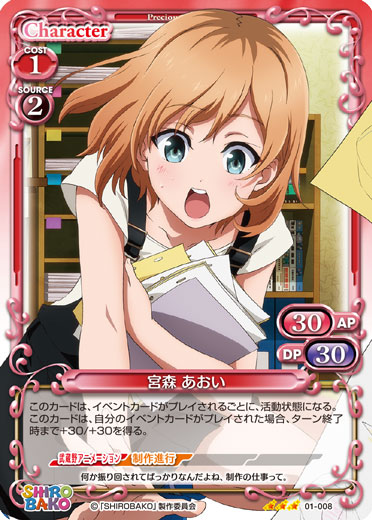 Precious
Character
COST
1
SOURCE
2
30 AP
DP 30
宮森 あおい
このカードは、イベントカードがプレイされるごとに、活動状態になる。
このカードは、自分のイベントカードがプレイされた場合、ターン終了
時まで+30/+30を得る。
武蔵野アニメーション 制作進行
何か振り回されてばっかりなんだよね、制作の仕事って。
SHIRO
BAKO
©「SHIROBAKO」製作委員会
01-008